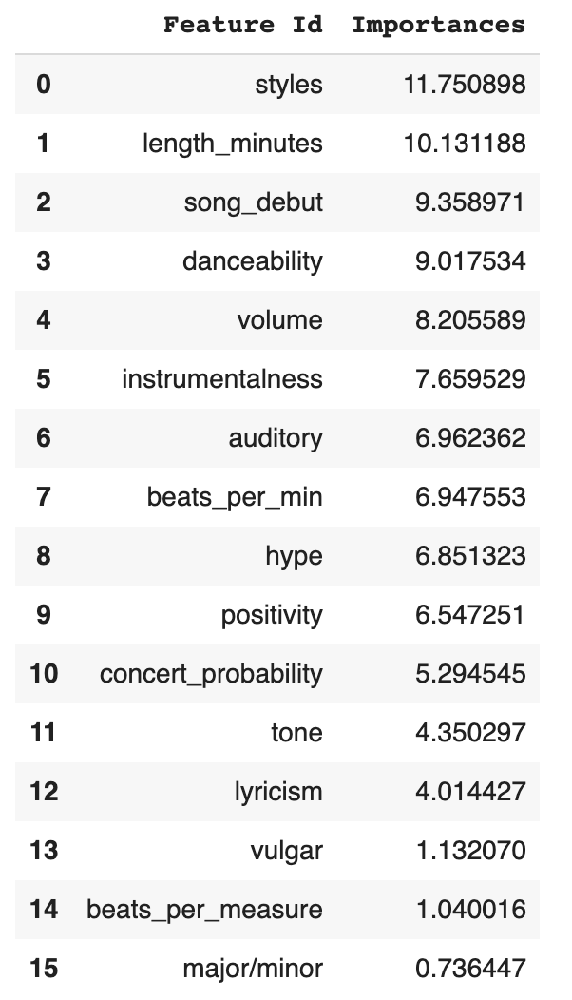 Feature Id Importances
0 styles 11.750898
1 length_minutes 10.131188
2 song_debut 9.358971
3 danceability 9.017534
4 volume 8.205589
5 instrumentalness 7.659529
6 auditory 6.962362
7 beats_per_min 6.947553
8 hype 6.851323
9 positivity 6.547251
10 concert_probability 5.294545
11 tone 4.350297
12 lyricism 4.014427
13 vulgar 1.132070
14 beats_per_measure 1.040016
15 major/minor 0.736447